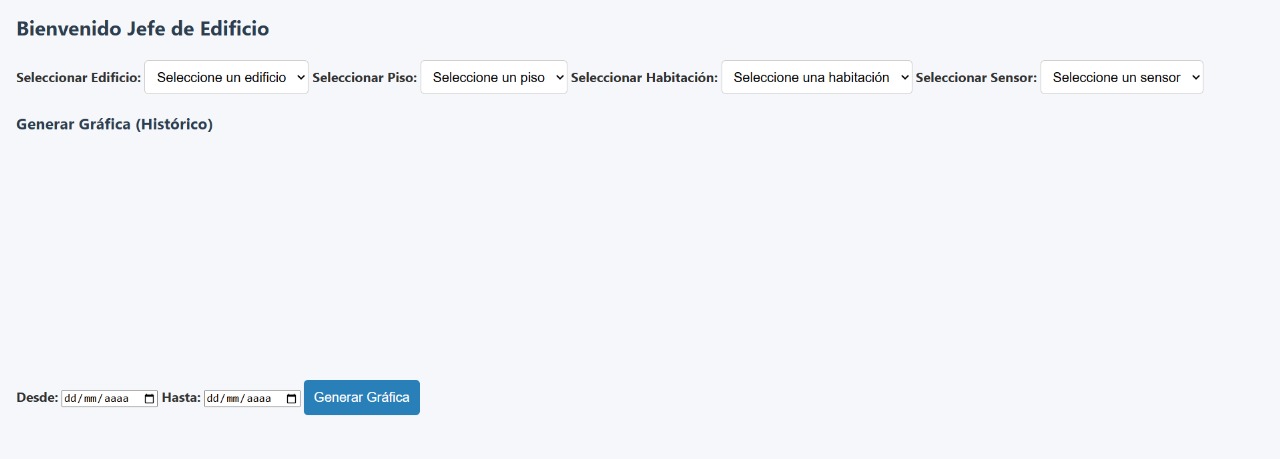 Bienvenido Jefe de Edificio
Seleccionar Edificio: Seleccione un edificio Seleccionar Piso: Seleccione un piso Seleccionar Habitación: Seleccione una habitación Seleccionar Sensor: Seleccione un sensor
Generar Gráfica (Histórico)
Desde: dd/mm/aaaa Hasta: dd/mm/aaaa Generar Gráfica